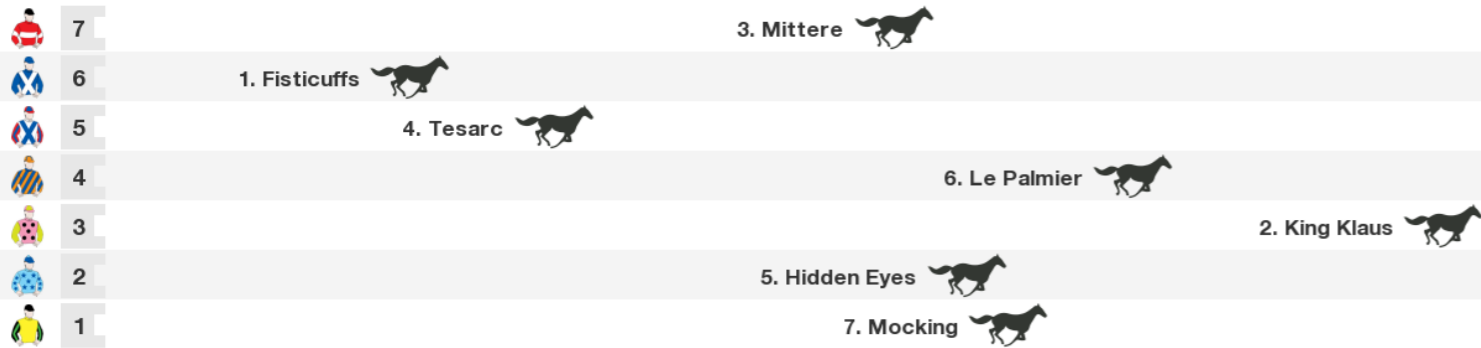 7 3. Mittere
6 1. Fisticuffs
5 4. Tesarc
4 6. Le Palmier
3 2. King Klaus
2 5. Hidden Eyes
1 7. Mocking